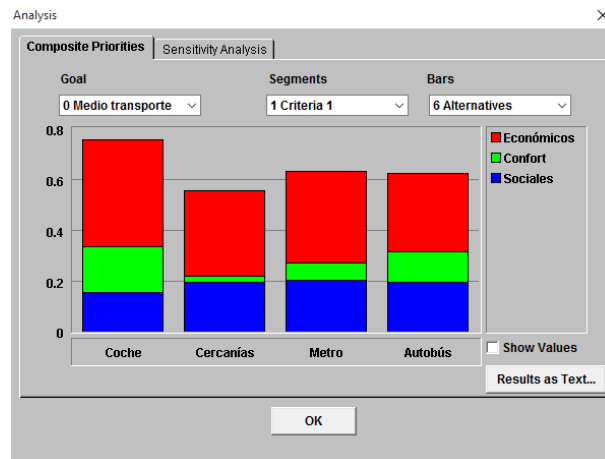 Analysis
Composite Priorities
Sensitivity Analysis
Goal
Segments
Bars
0 Medio transporte
1 Criteria 1
6 Alternatives
0.8
0.6
0.4
0.2
0
Económicos
Confort
Sociales
Coche
Cercanías
Metro
Autobús
Show Values
Results as Text...
OK